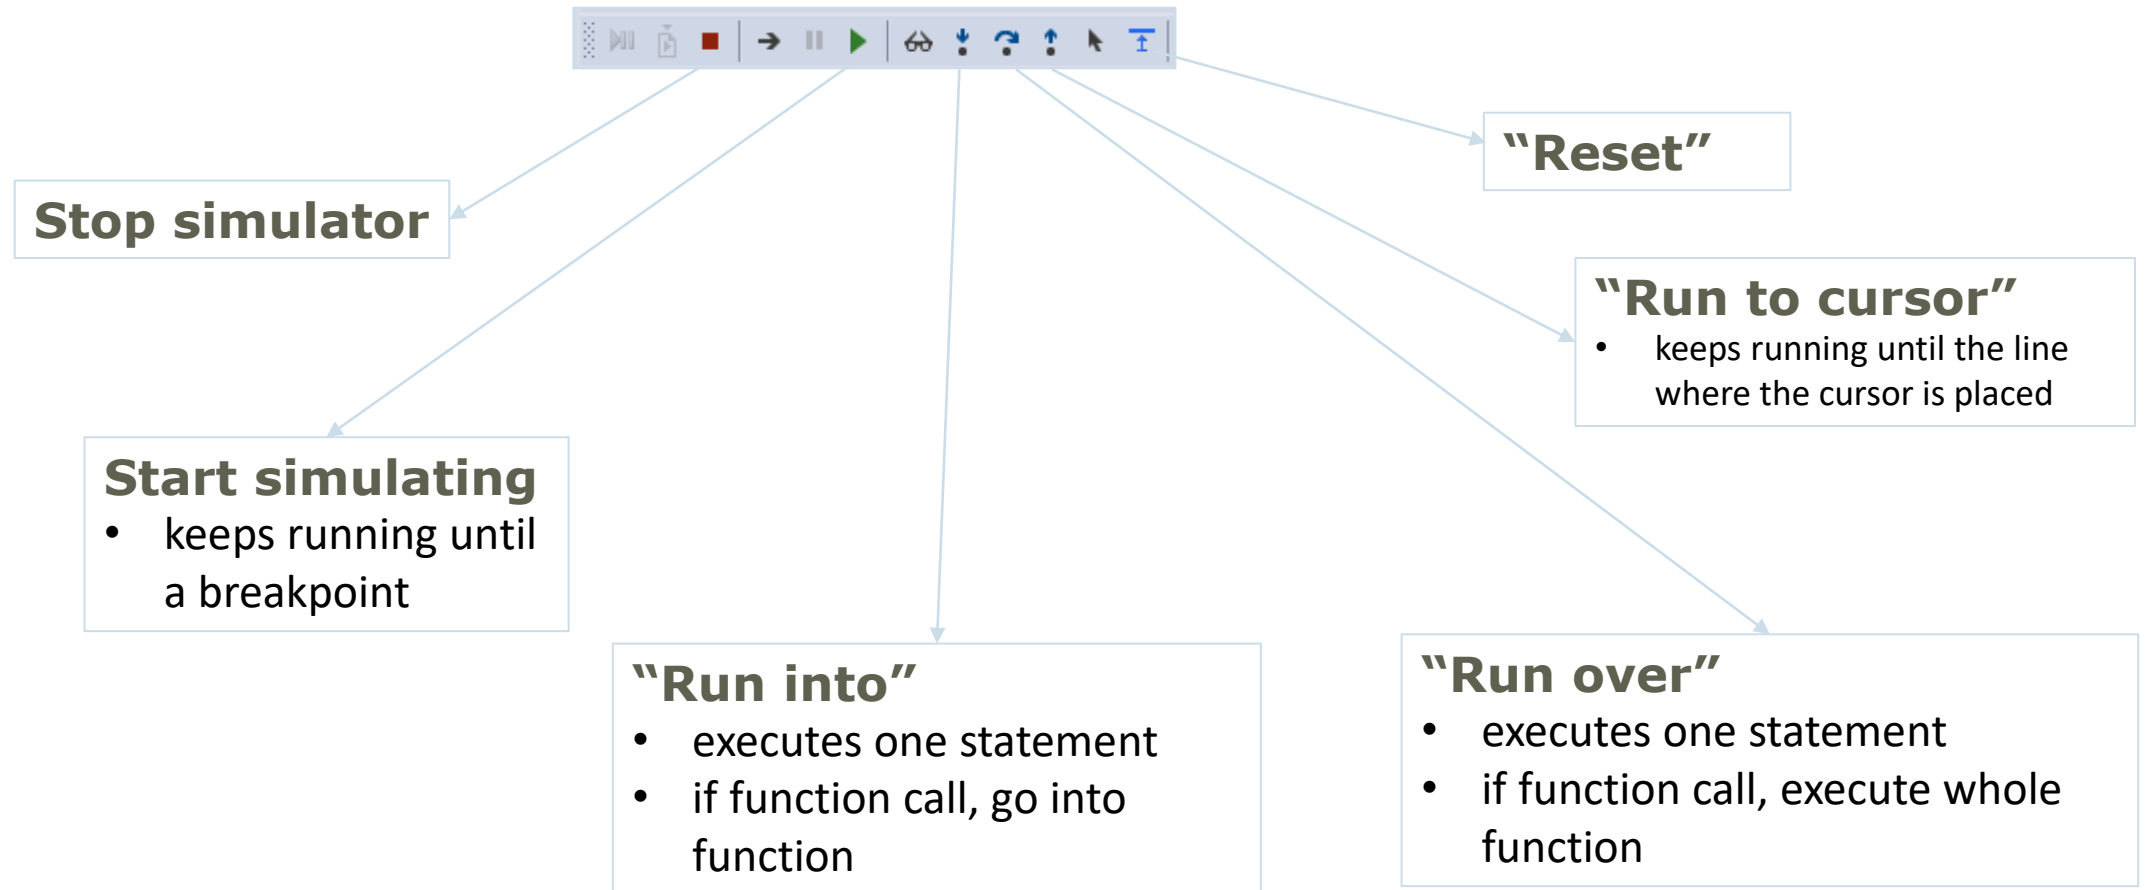 “Reset”
Stop simulator
“Run to cursor”
• keeps running until the line
where the cursor is placed
Start simulating
• keeps running until
a breakpoint
“Run into”
• executes one statement
• if function call, go into
function
“Run over”
• executes one statement
• if function call, execute whole
function